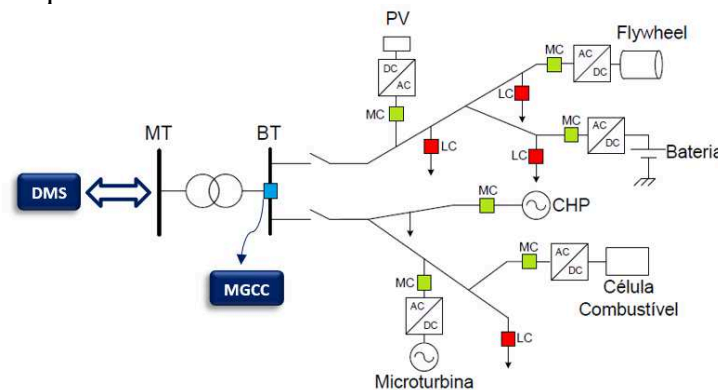 PV
Flywheel
DC
AC
MC
AC
DC
LC
MC
LC
MT
BT
MC
AC
DC
LC
Bateria
DMS
MC
CHP
MGCC
MC
AC
DC
MC
Célula
Combustível
AC
DC
LC
Microturbina